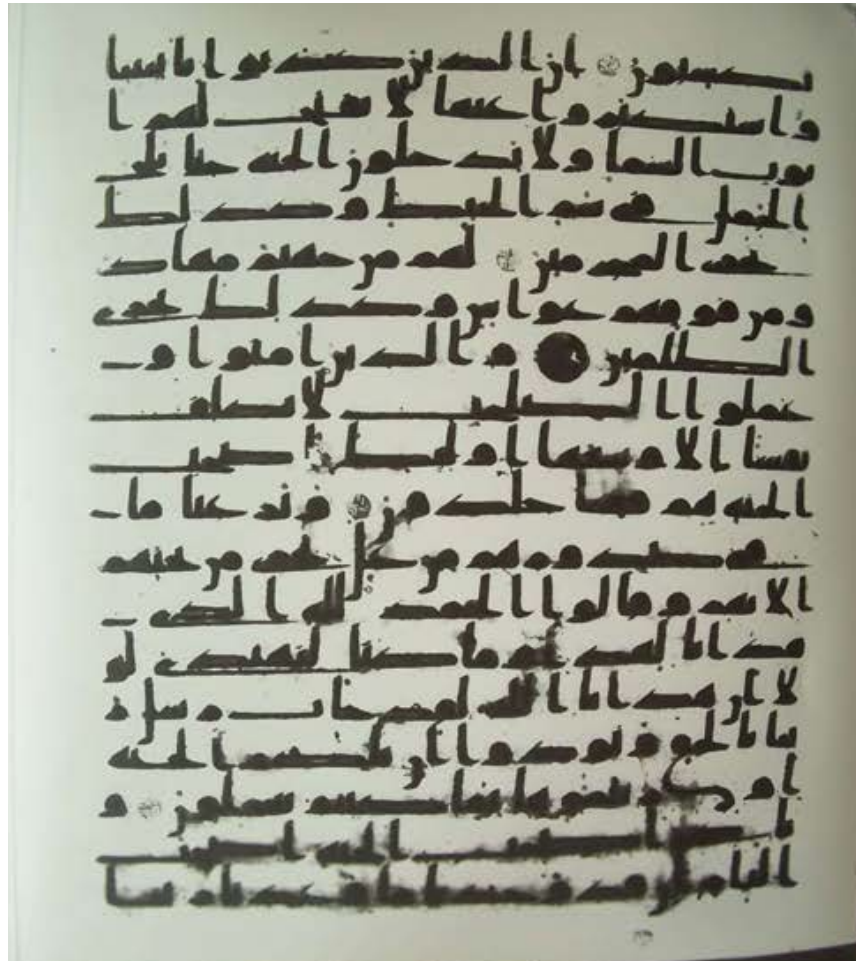 تكسبون ان الذين كذبوا بايتنا
واستكبروا عنها لا تفتح لهم ا
بوب السما ولا يدخلون الجنة حتى يلج
الجمل في سم الخياط وكذلك
نجزي المجرمين لهم من جهنم مهاد
ومن فوقهم غواش وكذلك نجزي
الظلمين والذين امنوا و
عملوا الصلحت لا نكلف
نفسا الا وسعها اولئك اصحب
الجنة هم فيها خلدون ونزعنا ما
في صدورهم من غل تجري من تحتهم
الانهر وقالوا الحمد لله الذي
هدانا لهذا وما كنا لنهتدي لو
لا ان هدانا الله لقد جات رسل ر
بنا بالحق ونودوا ان تلكم الجنة
اورثتموها بما كنتم تعملون و
نادى اصحب الجنة اصحب
النار ان قد وجدنا ما وعدنا ربنا